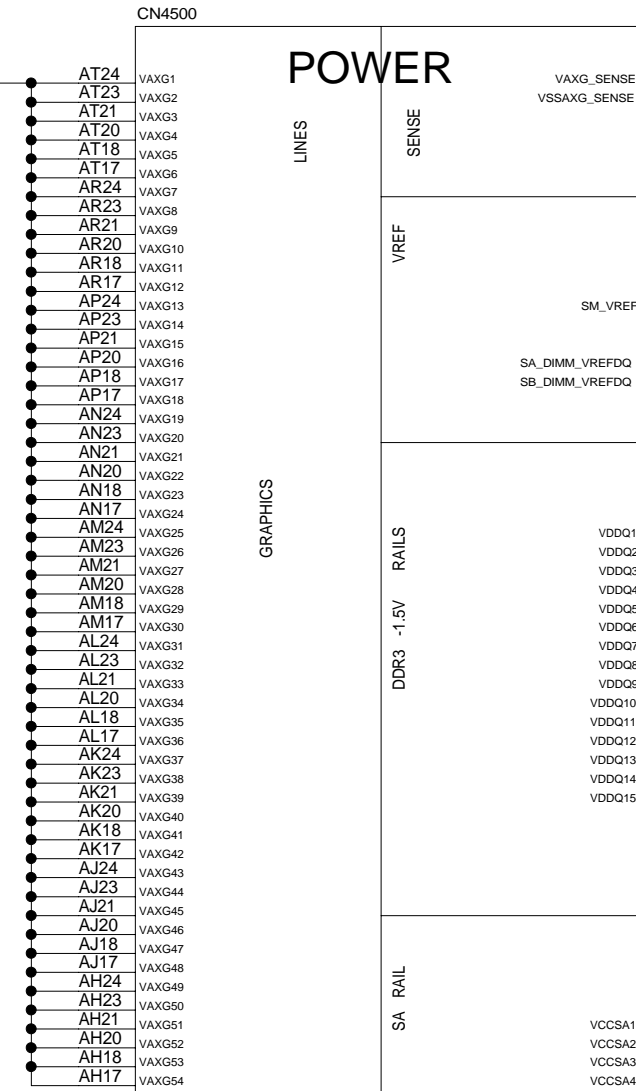 CN4500
POWER
AT24 VAXG1
AT23 VAXG2
AT21 VAXG3
AT20 VAXG4
AT18 VAXG5
AT17 VAXG6
AR24 VAXG7
AR23 VAXG8
AR21 VAXG9
AR20 VAXG10
AR18 VAXG11
AR17 VAXG12
AP24 VAXG13
AP23 VAXG14
AP21 VAXG15
AP20 VAXG16
AP18 VAXG17
AP17 VAXG18
AN24 VAXG19
AN23 VAXG20
AN21 VAXG21
AN20 VAXG22
AN18 VAXG23
AN17 VAXG24
AM24 VAXG25
AM23 VAXG26
AM21 VAXG27
AM20 VAXG28
AM18 VAXG29
AM17 VAXG30
AL24 VAXG31
AL23 VAXG32
AL21 VAXG33
AL20 VAXG34
AL18 VAXG35
AL17 VAXG36
AK24 VAXG37
AK23 VAXG38
AK21 VAXG39
AK20 VAXG40
AK18 VAXG41
AK17 VAXG42
AJ24 VAXG43
AJ23 VAXG44
AJ21 VAXG45
AJ20 VAXG46
AJ18 VAXG47
AJ17 VAXG48
AH24 VAXG49
AH23 VAXG50
AH21 VAXG51
AH20 VAXG52
AH18 VAXG53
AH17 VAXG54
GRAPHICS
LINES
SENSE
VAXG_SENSE
VSSAXG_SENSE
VREF
SM_VREF
SA_DIMM_VREFDQ
SB_DIMM_VREFDQ
DDR3 -1.5V RAILS
VDDQ1
VDDQ2
VDDQ3
VDDQ4
VDDQ5
VDDQ6
VDDQ7
VDDQ8
VDDQ9
VDDQ10
VDDQ11
VDDQ12
VDDQ13
VDDQ14
VDDQ15
SA RAIL
VCCSA1
VCCSA2
VCCSA3
VCCSA4